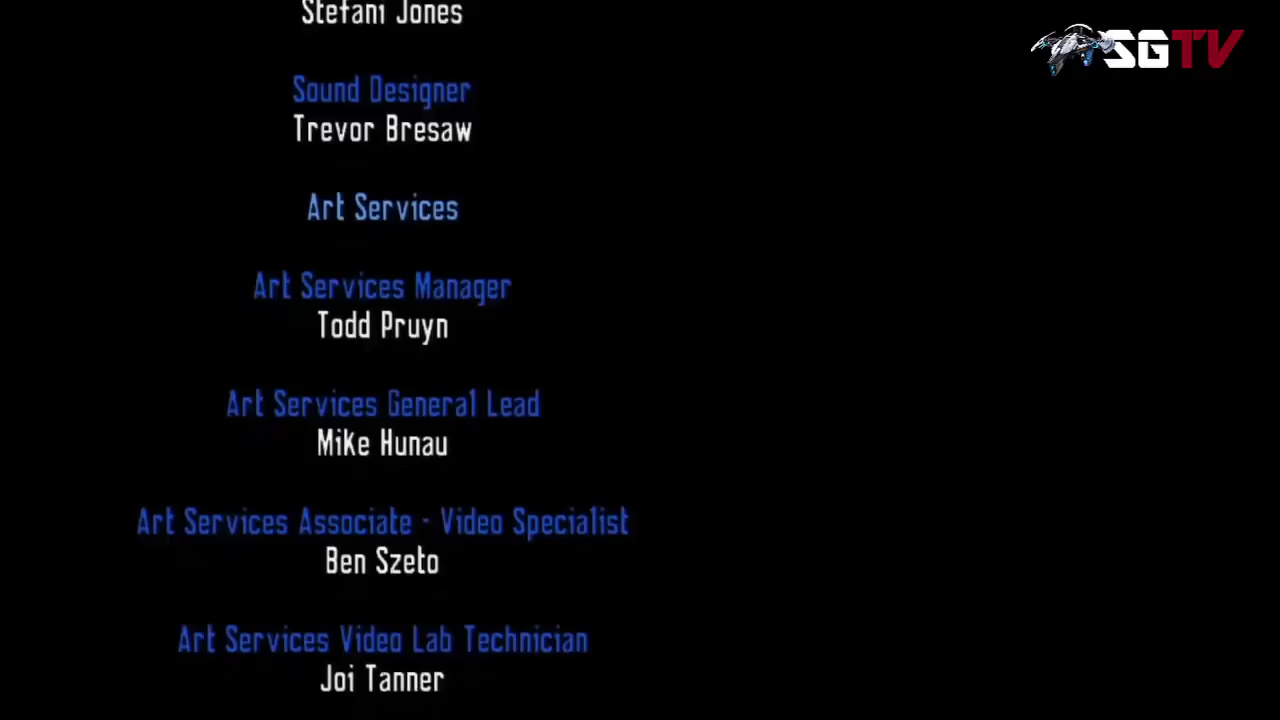 Stefani Jones
SGTV
Sound Designer
Trevor Bresaw
Art Services
Art Services Manager
Todd Pruyn
Art Services General Lead
Mike Hunau
Art Services Associate - Video Specialist
Ben Szeto
Art Services Video Lab Technician
Joi Tanner